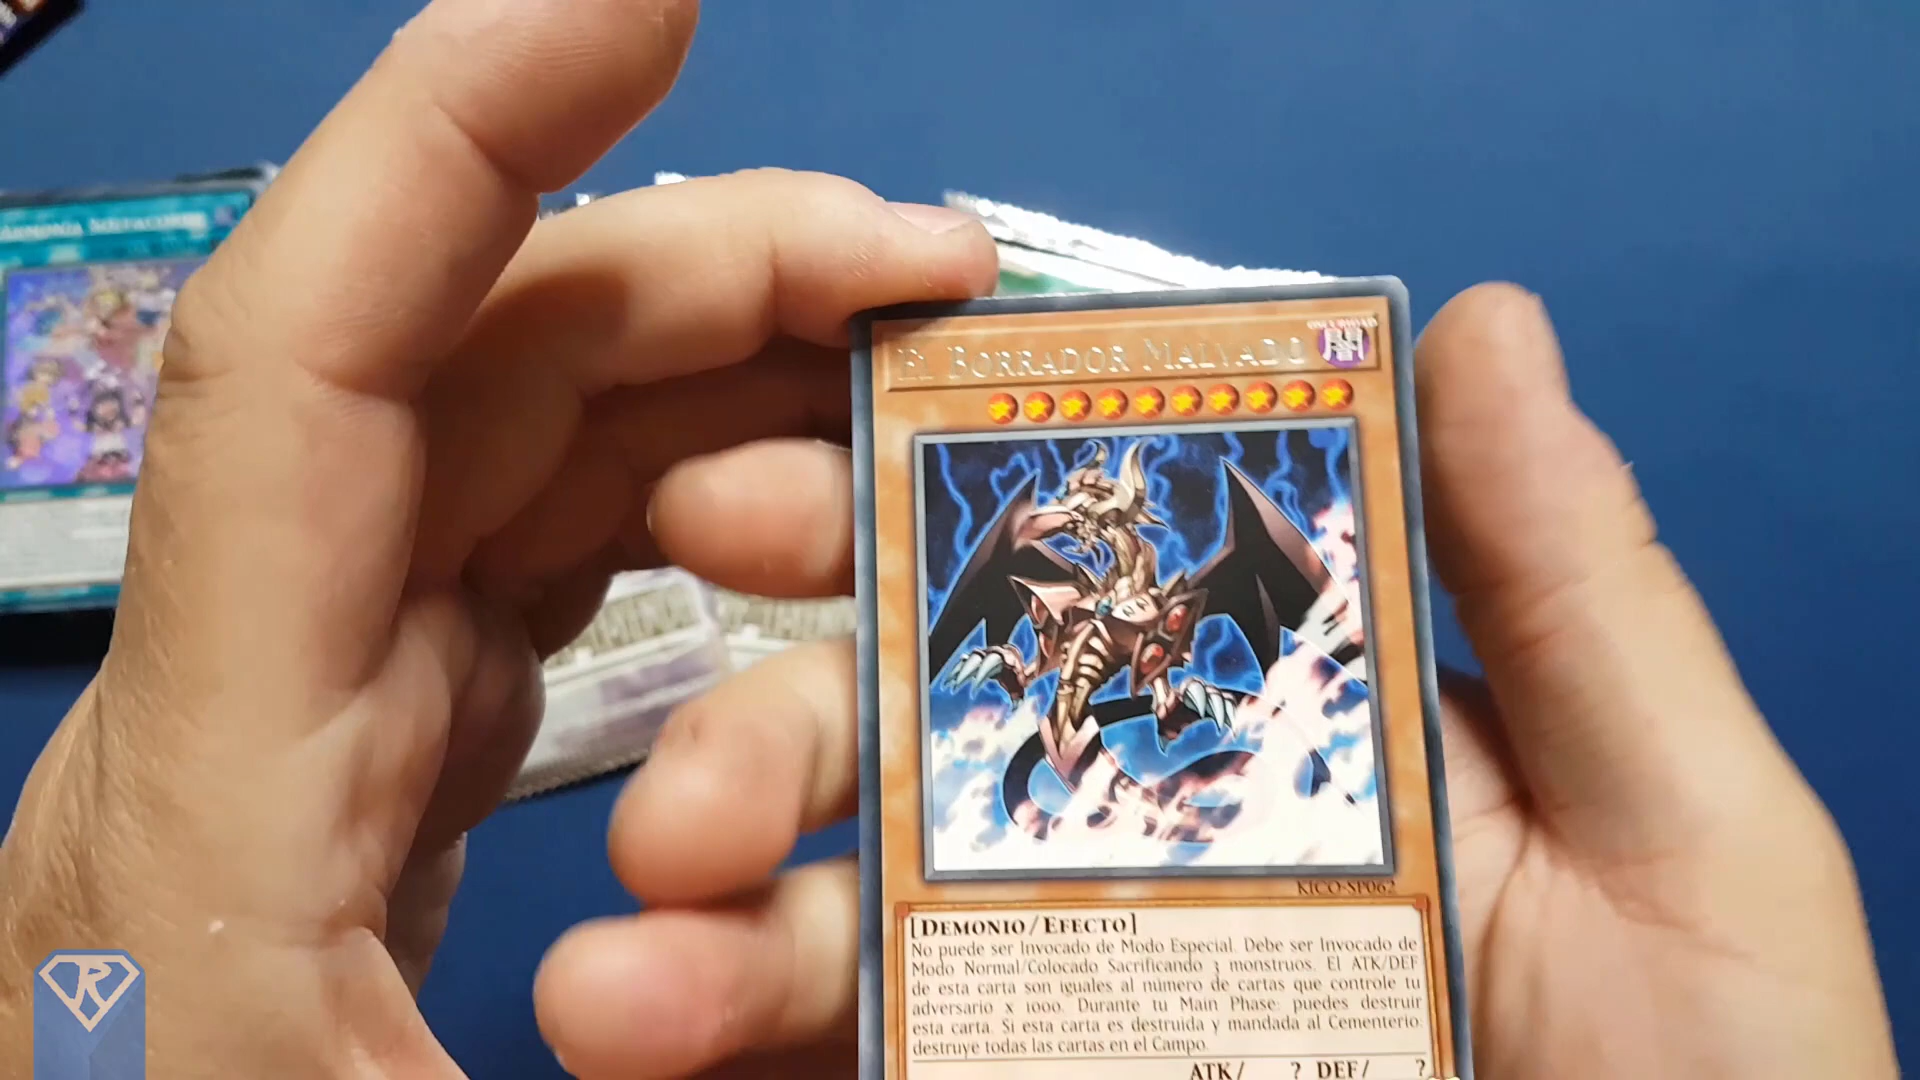 El Borrador Malvado
KICO-SP062
[Demonio/Efecto]
No puede ser Invocado de Modo Especial. Debe ser Invocado de
Modo Normal/Colocado Sacrificando 3 monstruos. El ATK/DEF
de esta carta son iguales al número de cartas que controle tu
adversario x 1000. Durante tu Main Phase: puedes destruir
esta carta. Si esta carta es destruida y mandada al Cementerio:
destruye todas las cartas en el Campo.
ATK/ ? DEF/ ?
R